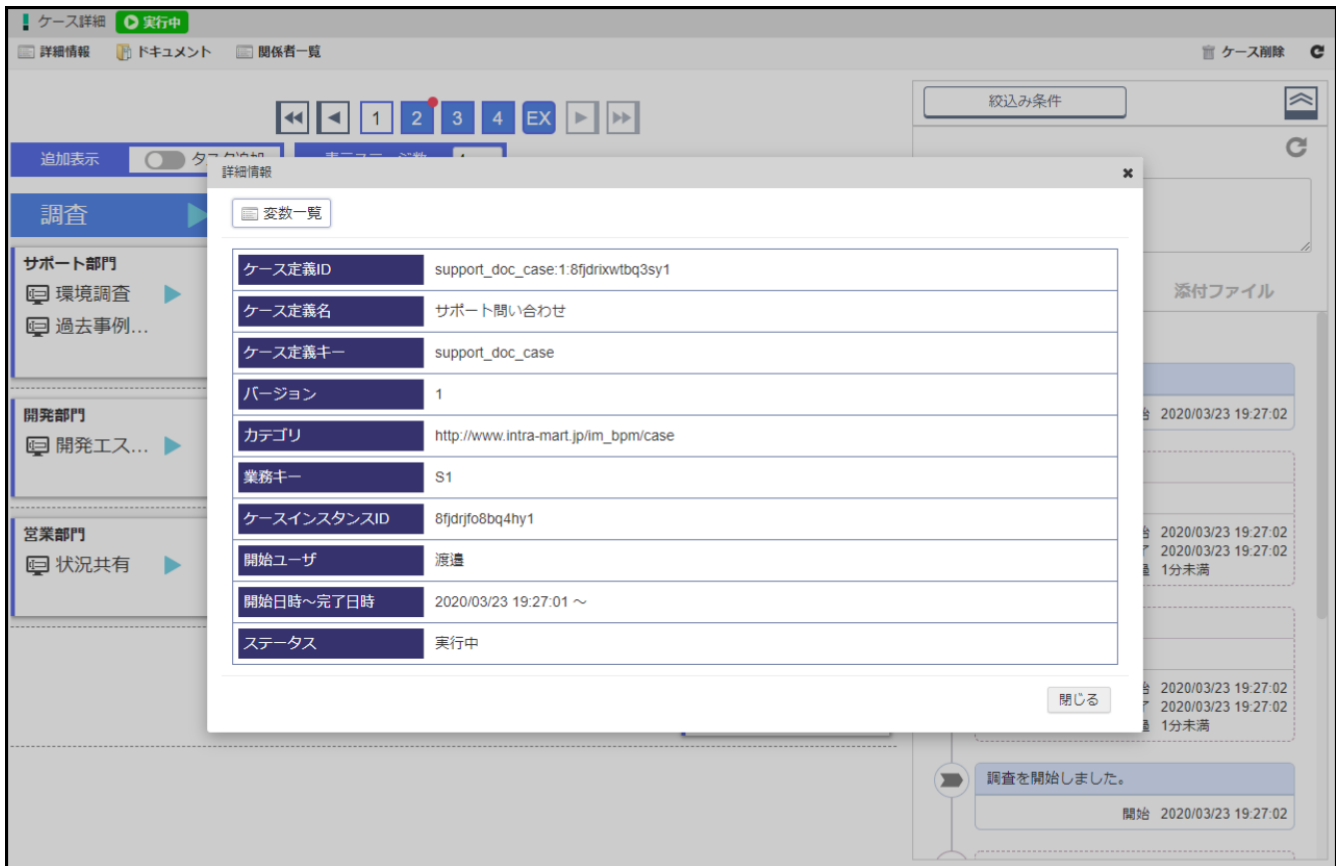 ケース詳細 実行中
詳細情報 ドキュメント 関係者一覧 ケース削除
1 2 3 4 EX
絞込み条件
追加表示
調査
サポート部門
環境調査
過去事例...
開発部門
開発エス...
営業部門
状況共有
詳細情報
変数一覧
ケース定義ID support_doc_case:1:8fjdrixwtbq3sy1
ケース定義名 サポート問い合わせ
ケース定義キー support_doc_case
バージョン 1
カテゴリ http://www.intra-mart.jp/im_bpm/case
業務キー S1
ケースインスタンスID 8fjdrjfo8bq4hy1
開始ユーザ 渡邉
開始日時～完了日時 2020/03/23 19:27:01 ～
ステータス 実行中
閉じる
添付ファイル
2020/03/23 19:27:02
2020/03/23 19:27:02
2020/03/23 19:27:02
1分未満
2020/03/23 19:27:02
2020/03/23 19:27:02
1分未満
調査を開始しました。
開始 2020/03/23 19:27:02